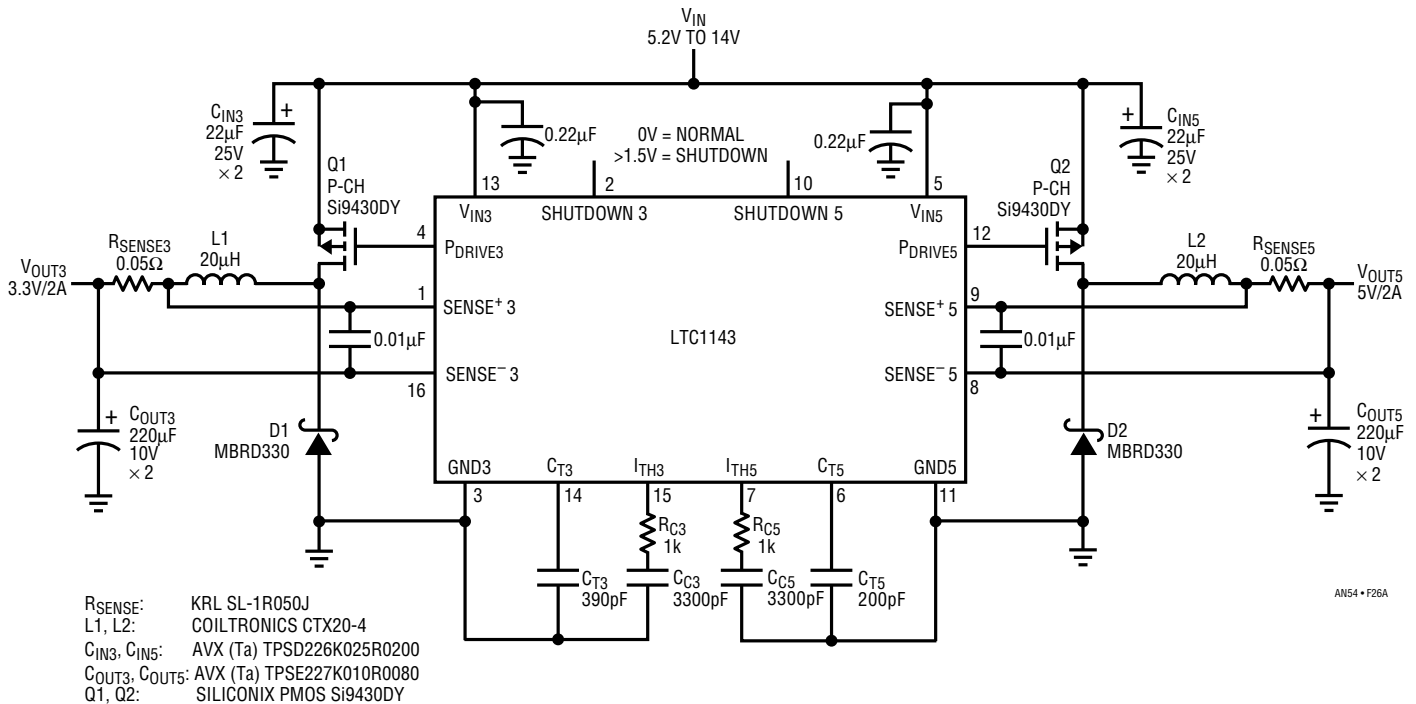 VIN
5.2V TO 14V
CIN3
22µF
25V
× 2
+
0.22µF
0V = NORMAL
>1.5V = SHUTDOWN
0.22µF
+
CIN5
22µF
25V
× 2
Q1
P-CH
Si9430DY
Q2
P-CH
Si9430DY
13
2
10
5
VIN3
SHUTDOWN 3
SHUTDOWN 5
VIN5
4
PDRIVE3
PDRIVE5
12
VOUT3
3.3V/2A
RSENSE3
0.05Ω
L1
20µH
L2
20µH
RSENSE5
0.05Ω
VOUT5
5V/2A
1
SENSE+ 3
SENSE+ 5
9
0.01µF
LTC1143
0.01µF
16
SENSE– 3
SENSE– 5
8
+
COUT3
220µF
10V
× 2
D1
MBRD330
D2
MBRD330
+
COUT5
220µF
10V
× 2
GND3
CT3
ITH3
ITH5
CT5
GND5
3
14
15
7
6
11
RC3
1k
RC5
1k
CT3
390pF
CC3
3300pF
CC5
3300pF
CT5
200pF
AN54 • F26A
RSENSE: KRL SL-1R050J
L1, L2: COILTRONICS CTX20-4
CIN3, CIN5: AVX (Ta) TPSD226K025R0200
COUT3, COUT5: AVX (Ta) TPSE227K010R0080
Q1, Q2: SILICONIX PMOS Si9430DY